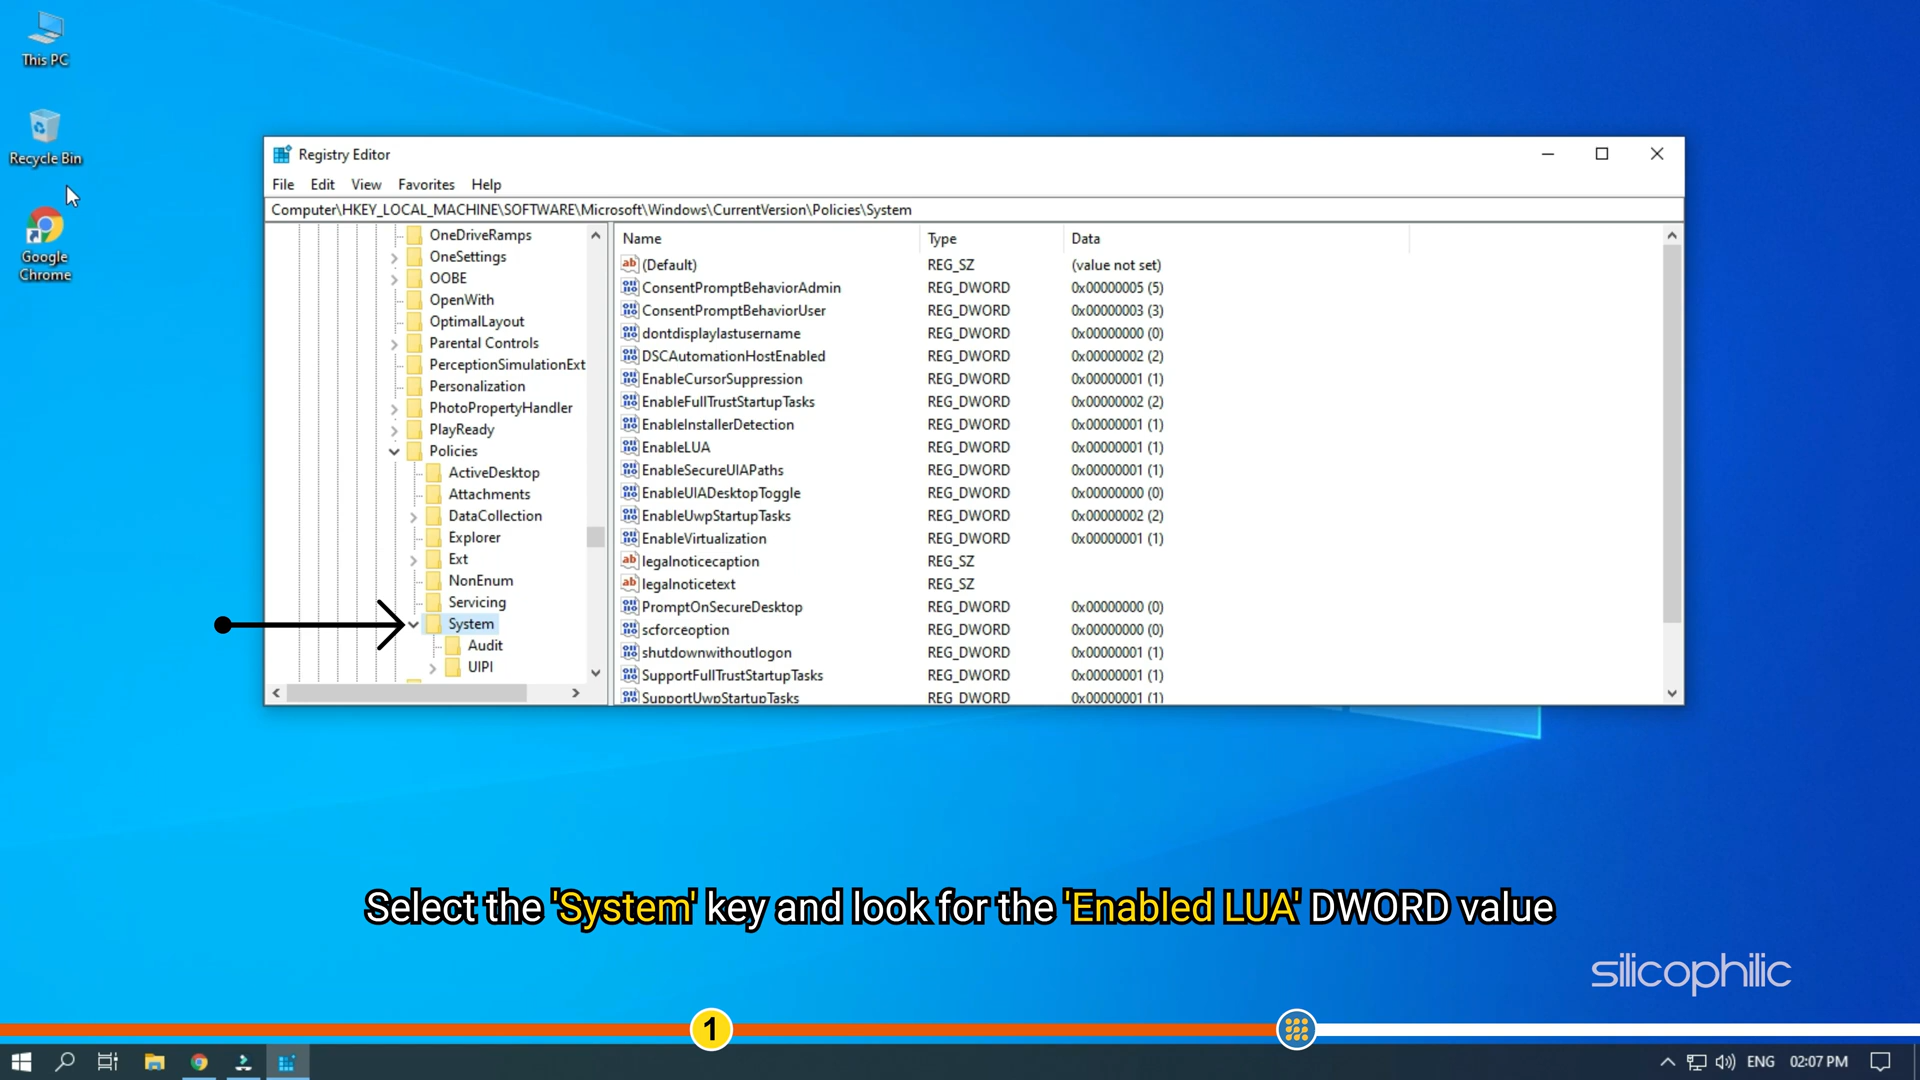 This PC
Recycle Bin
Google
Chrome
Registry Editor
File Edit View Favorites Help
Computer\HKEY_LOCAL_MACHINE\SOFTWARE\Microsoft\Windows\CurrentVersion\Policies\System
OneDriveRamps
OneSettings
OOBE
OpenWith
OptimalLayout
Parental Controls
PerceptionSimulationExt
Personalization
PhotoPropertyHandler
PlayReady
Policies
ActiveDesktop
Attachments
DataCollection
Explorer
Ext
NonEnum
Servicing
System
Audit
UIPI
Name Type Data
(Default) REG_SZ (value not set)
ConsentPromptBehaviorAdmin REG_DWORD 0x00000005 (5)
ConsentPromptBehaviorUser REG_DWORD 0x00000003 (3)
dontdisplaylastusername REG_DWORD 0x00000000 (0)
DSCAutomationHostEnabled REG_DWORD 0x00000002 (2)
EnableCursorSuppression REG_DWORD 0x00000001 (1)
EnableFullTrustStartupTasks REG_DWORD 0x00000002 (2)
EnableInstallerDetection REG_DWORD 0x00000001 (1)
EnableLUA REG_DWORD 0x00000001 (1)
EnableSecureUIAPaths REG_DWORD 0x00000001 (1)
EnableUIADesktopToggle REG_DWORD 0x00000000 (0)
EnableUwpStartupTasks REG_DWORD 0x00000002 (2)
EnableVirtualization REG_DWORD 0x00000001 (1)
legalnoticecaption REG_SZ
legalnoticetext REG_SZ
PromptOnSecureDesktop REG_DWORD 0x00000000 (0)
scforceoption REG_DWORD 0x00000000 (0)
shutdownwithoutlogon REG_DWORD 0x00000001 (1)
SupportFullTrustStartupTasks REG_DWORD 0x00000001 (1)
SupportUwpStartupTasks REG_DWORD 0x00000001 (1)
Select the 'System' key and look for the 'Enabled LUA' DWORD value
silicophilic
1
ENG 02:07 PM